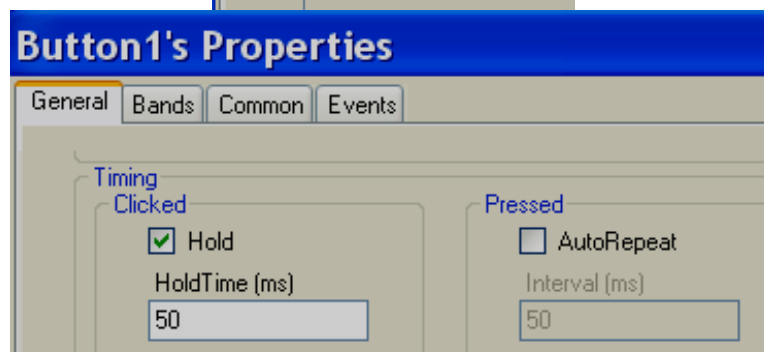 Button1's Properties
General Bands Common Events
Timing
Clicked Pressed
Hold AutoRepeat
HoldTime (ms) Interval (ms)
50 50